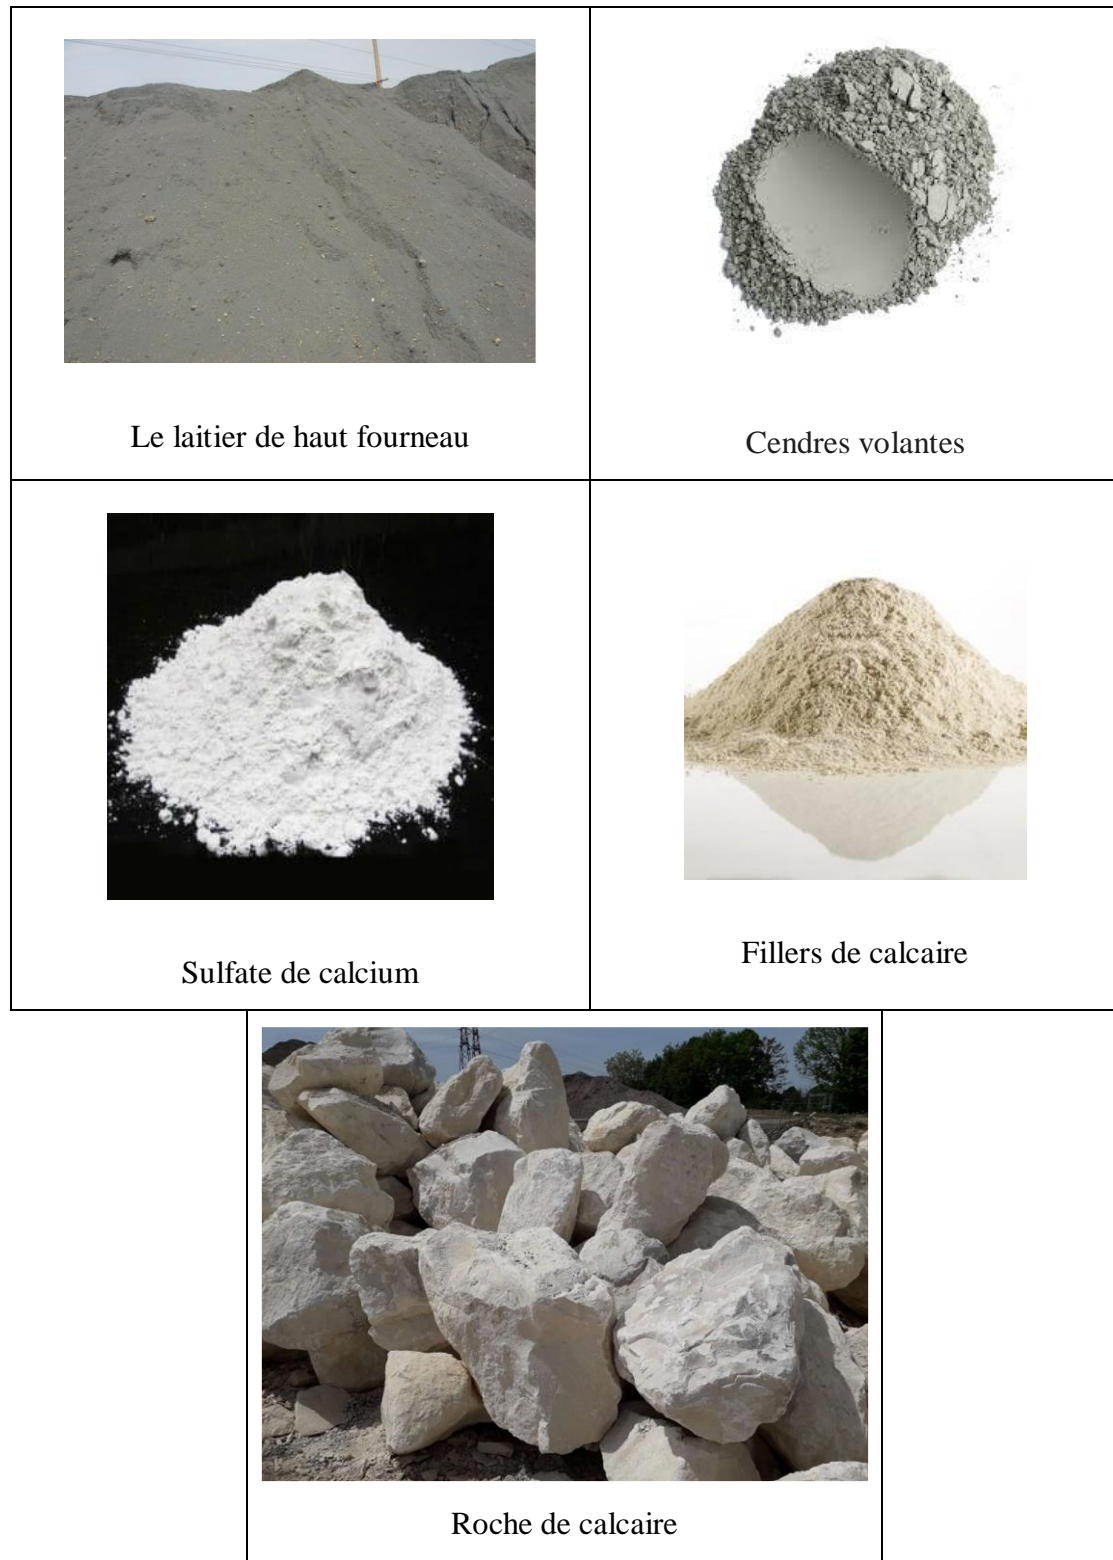 Le laitier de haut fourneau
Cendres volantes
Sulfate de calcium
Fillers de calcaire
Roche de calcaire